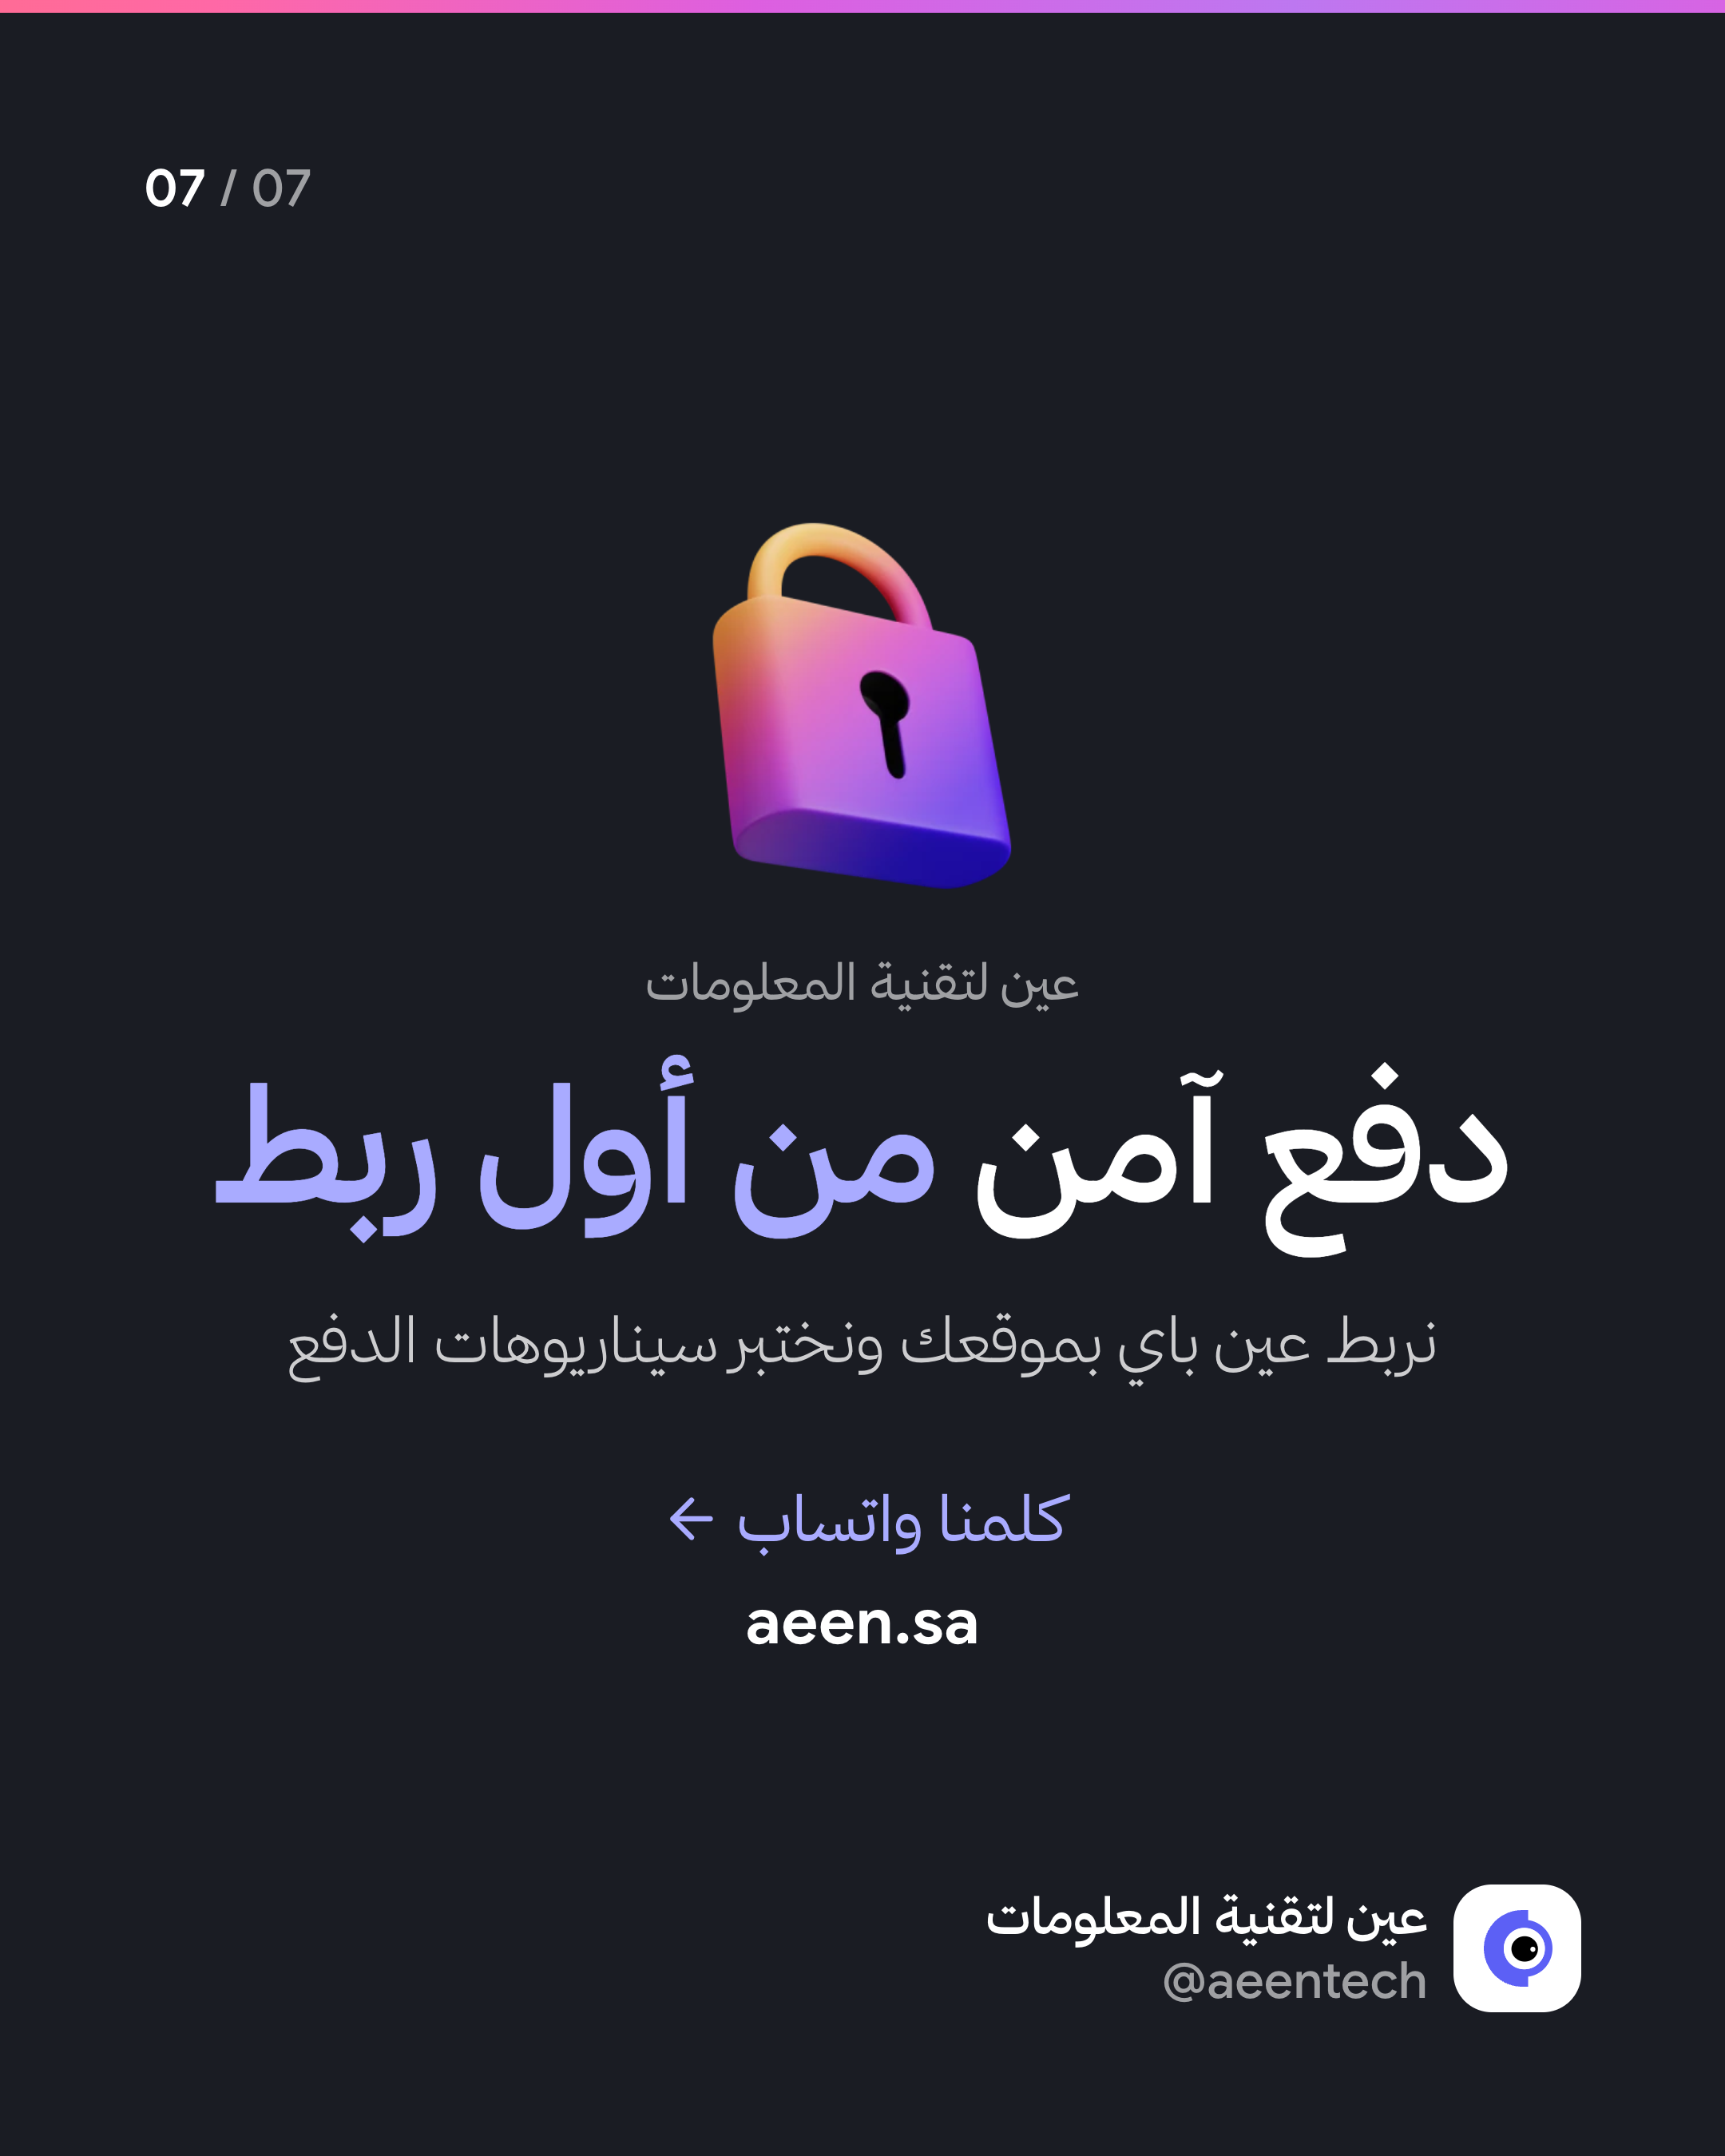 07 / 07
عين لتقنية المعلومات
دفع آمن من أول ربط
نربط عين باي بموقعك ونختبر سيناريوهات الدفع
كلمنا واتساب ←
aeen.sa
عين لتقنية المعلومات
@aeentech